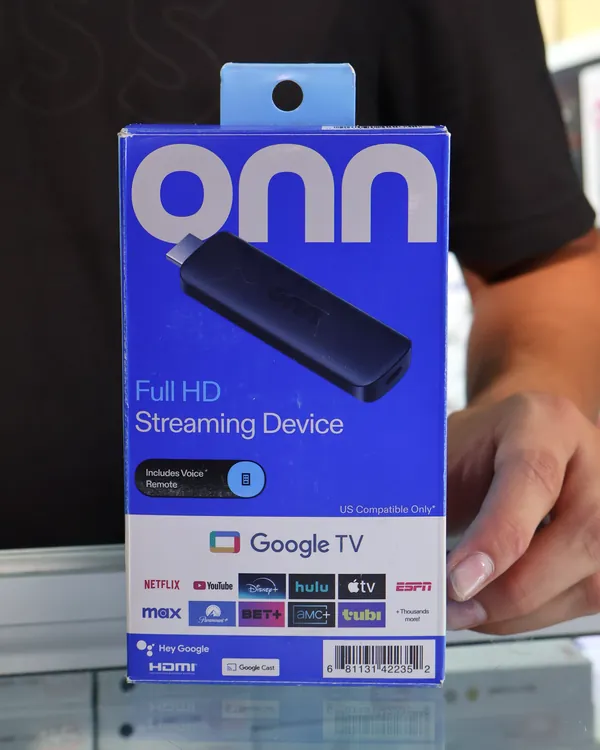 onn
Full HD
Streaming Device
Includes Voice*
Remote
US Compatible Only*
Google TV
NETFLIX YouTube Disney+ hulu tv ESPN
max Paramount+ BET+ aMC+ tubi +Thousands
more!
Hey Google
HDMI Google Cast
6 81131 42235 2